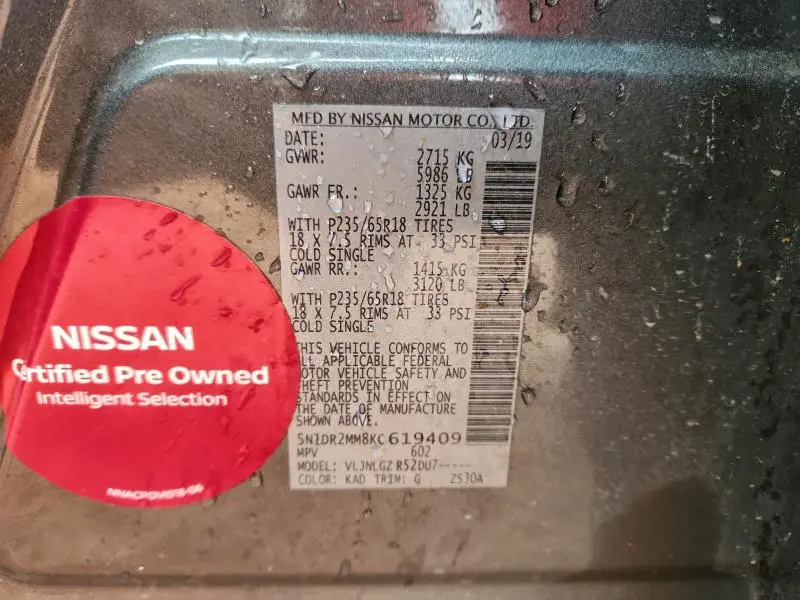 MFD BY NISSAN MOTOR CO., LTD.
DATE: 03/19
GVWR: 2715 KG
5986 LB
GAWR FR.: 1325 KG
2921 LB
WITH P235/65R18 TIRES
18 X 7.5 RIMS AT 33 PSI
COLD SINGLE
GAWR RR.: 1415 KG
3120 LB
WITH P235/65R18 TIRES
18 X 7.5 RIMS AT 33 PSI
COLD SINGLE
THIS VEHICLE CONFORMS TO
ALL APPLICABLE FEDERAL
MOTOR VEHICLE SAFETY AND
THEFT PREVENTION
STANDARDS IN EFFECT ON
THE DATE OF MANUFACTURE
SHOWN ABOVE.
5N1DR2MM8KC619409
MPV 602
MODEL: VLJNLGZ R52DU7-----
COLOR: KAD TRIM: G ZS30A
NISSAN
Certified Pre Owned
Intelligent Selection